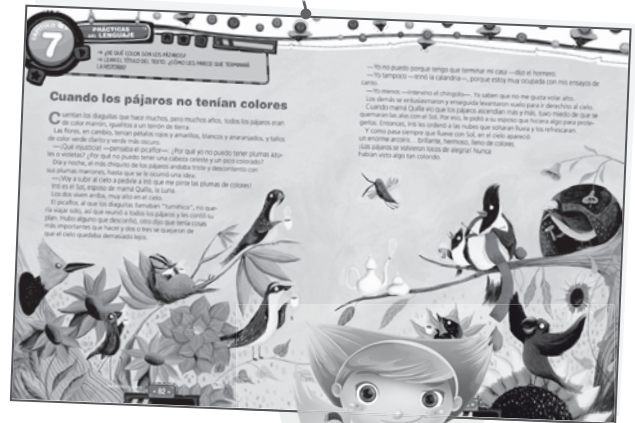 CAPÍTULO
7
PRÁCTICAS
DEL LENGUAJE
→ ¿DE QUÉ COLOR SON LOS PÁJAROS?
→ LEAN EL TÍTULO DEL TEXTO. ¿CÓMO LES PARECE QUE TERMINARÁ
LA HISTORIA?
Cuando los pájaros no tenían colores
Cuentan los diaguitas que hace muchos, pero muchos años, todos los pájaros eran
de color marrón, igualitos a un terrón de tierra.
Las flores, en cambio, tenían pétalos rojos y amarillos, blancos y anaranjados, y tallos
de color verde clarito y verde más oscuro.
—¡Qué injusticia! —pensaba el picaflor—. ¿Por qué yo no puedo tener plumas azu-
les o violetas? ¿Por qué no puedo tener una cabeza celeste y un pico colorado?
Día y noche, el más chiquito de los pájaros andaba triste y descontento con
sus plumas marrones, hasta que se le ocurrió una idea:
—¡Voy a subir al cielo a pedirle a Inti que me pinte las plumas de colores!
Inti es el Sol, esposo de mamá Quilla, la luna.
Los dos viven arriba, muy alto en el cielo.
El picaflor, al que los diaguitas llamaban "tumiñico", no que-
ría viajar solo, así que reunió a todos los pájaros y les contó su
plan. Hubo alguno que desconfió, otro dijo que tenía cosas
más importantes que hacer y dos o tres se quejaron de
que el cielo quedaba demasiado lejos.
—Yo no puedo porque tengo que terminar mi casa —dijo el hornero.
—Yo tampoco —trinó la calandria—, porque estoy muy ocupada con mis ensayos de
canto.
—Yo menos —intervino el chingolo—. Ya saben que no me gusta volar alto.
Los demás se entusiasmaron y enseguida levantaron vuelo para ir derechito al cielo.
Cuando mamá Quilla vio que los pájaros ascendían más y más, tuvo miedo de que se
quemaran las alas con el Sol. Por eso, le pidió a su esposo que hiciera algo para prote-
gerlos. Entonces, Inti les ordenó a las nubes que soltaran lluvia y los refrescaran.
Y como pasa siempre que llueve con Sol, en el cielo apareció
un enorme arcoíris... brillante, hermoso, lleno de colores.
¡Los pájaros se volvieron locos de alegría! Nunca
habían visto algo tan colorido.
82